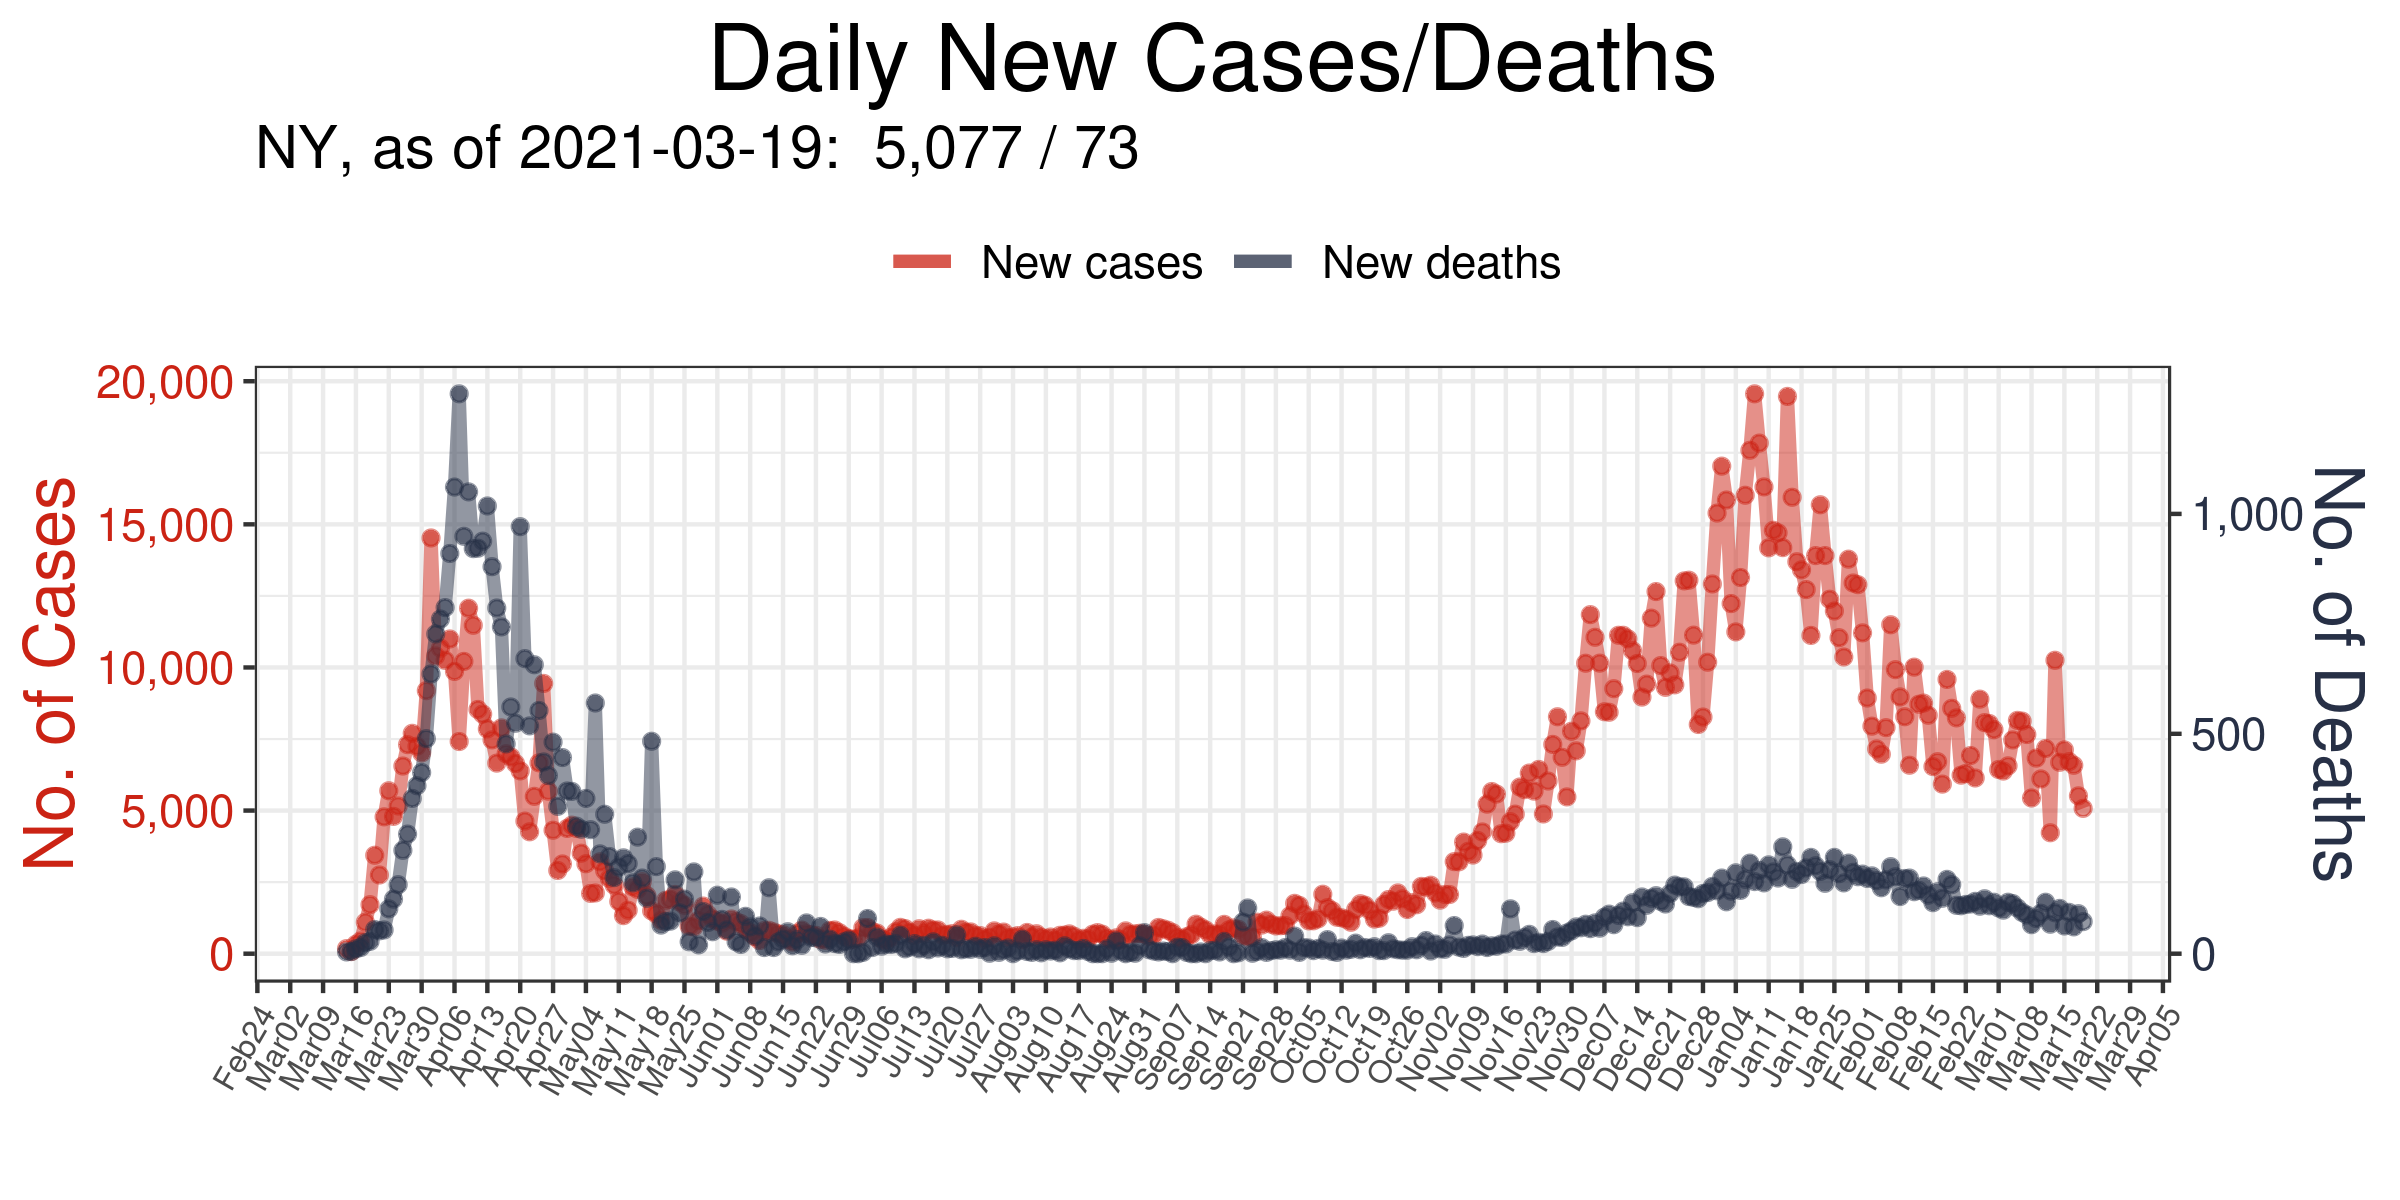 Daily New Cases/Deaths
NY, as of 2021-03-19:  5,077 / 73
New cases
New deaths
No. of Cases
20,000
15,000
10,000
5,000
0
1,000
500
0
No. of Deaths
Feb24
Mar02
Mar09
Mar16
Mar23
Mar30
Apr06
Apr13
Apr20
Apr27
May04
May11
May18
May25
Jun01
Jun08
Jun15
Jun22
Jun29
Jul06
Jul13
Jul20
Jul27
Aug03
Aug10
Aug17
Aug24
Aug31
Sep07
Sep14
Sep21
Sep28
Oct05
Oct12
Oct19
Oct26
Nov02
Nov09
Nov16
Nov23
Nov30
Dec07
Dec14
Dec21
Dec28
Jan04
Jan11
Jan18
Jan25
Feb01
Feb08
Feb15
Feb22
Mar01
Mar08
Mar15
Mar22
Mar29
Apr05